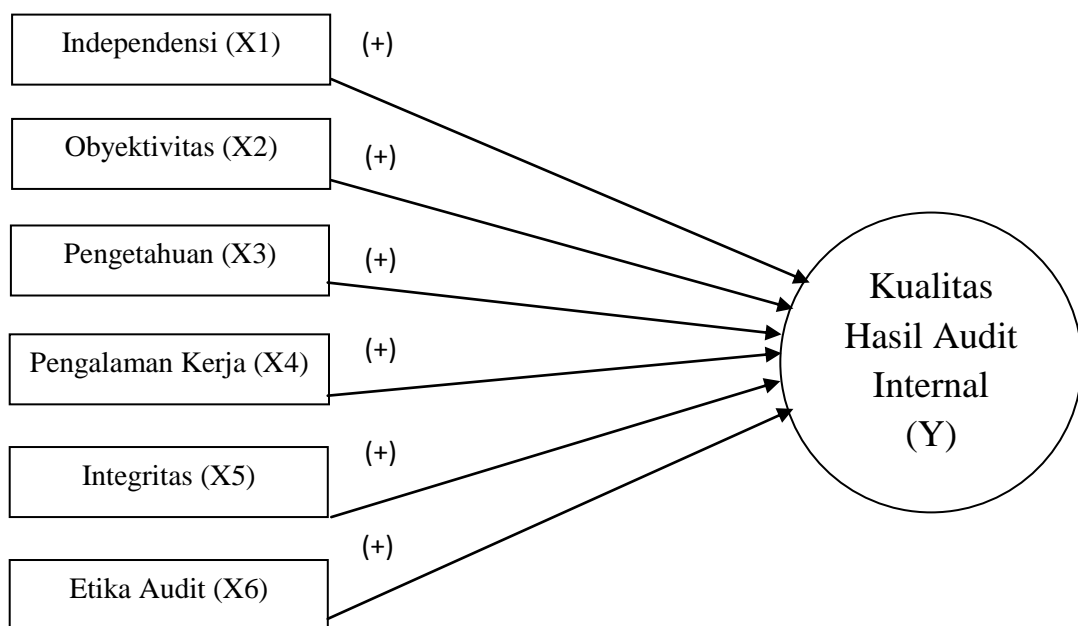 Independensi (X1)
(+)
Obyektivitas (X2)
(+)
Pengetahuan (X3)
(+)
Pengalaman Kerja (X4)
(+)
Integritas (X5)
(+)
Etika Audit (X6)
(+)
Kualitas
Hasil Audit
Internal
(Y)